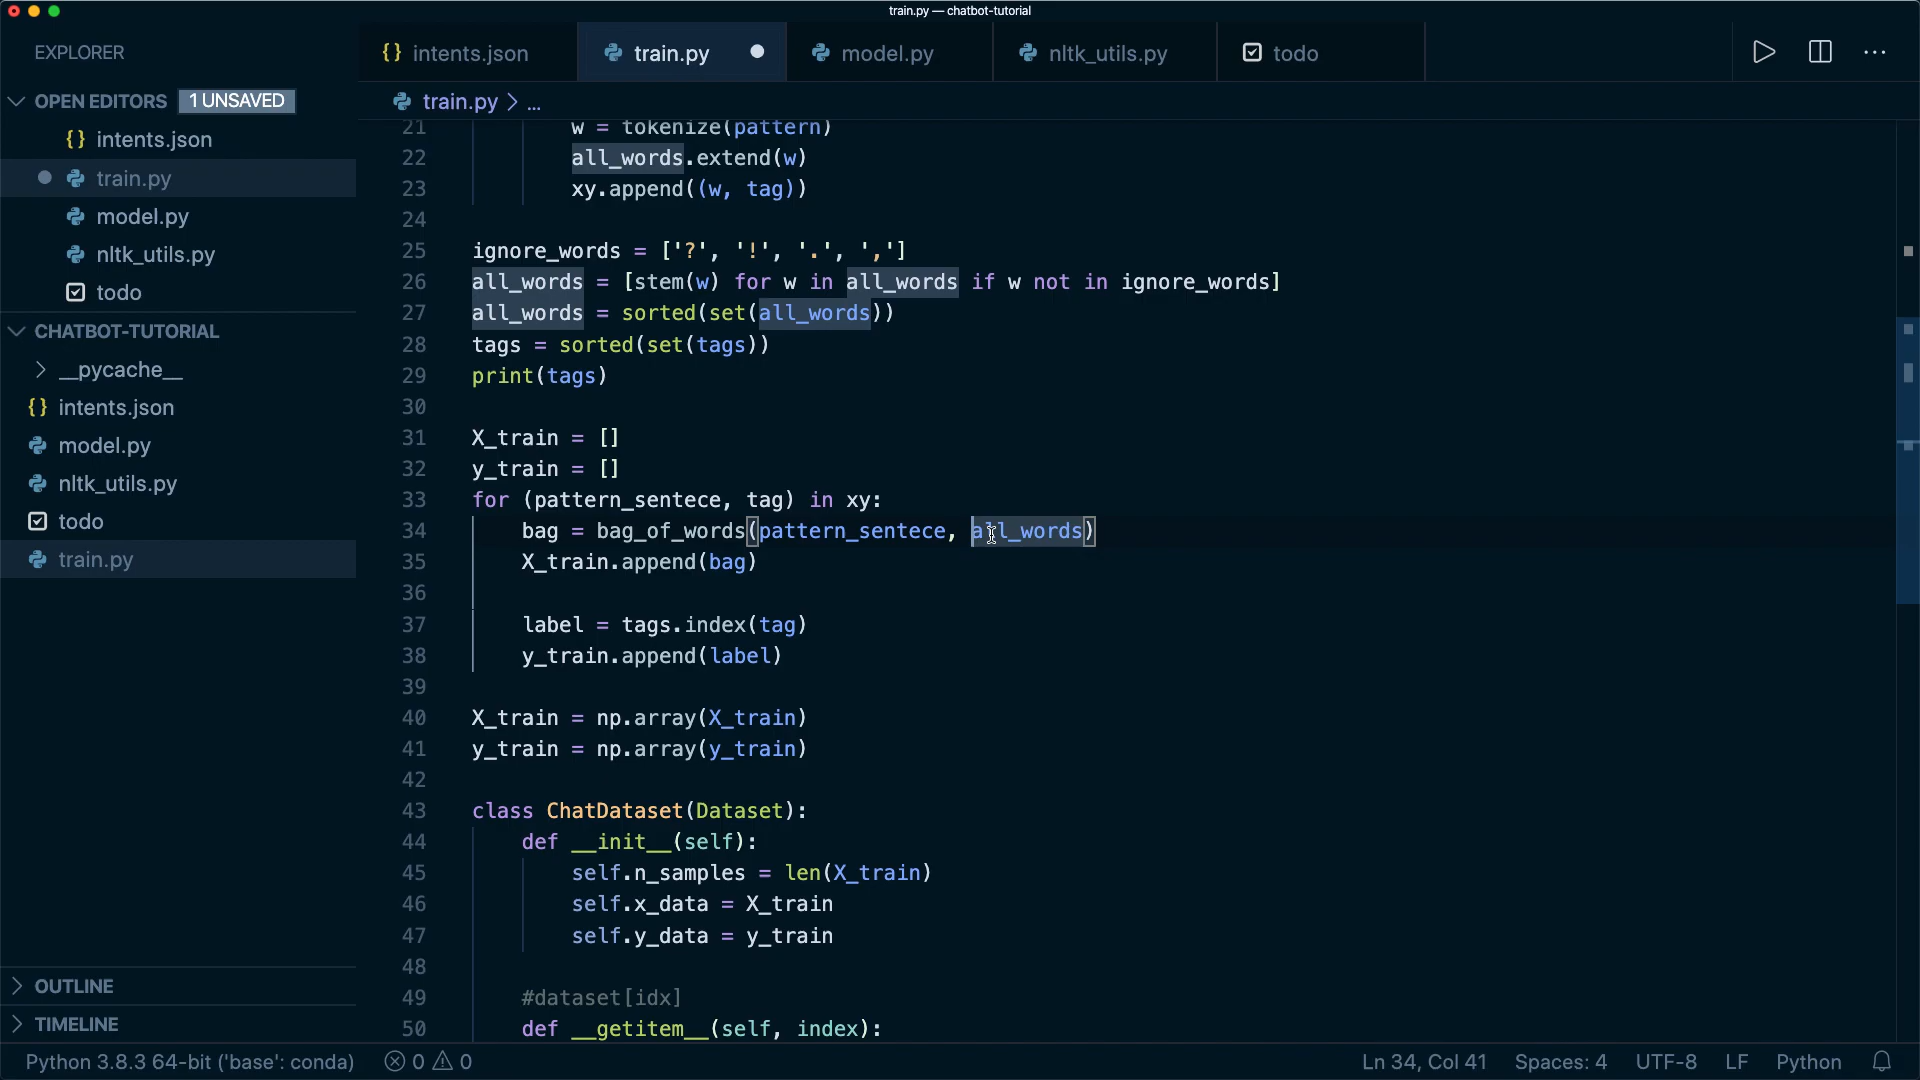 train.py — chatbot-tutorial
EXPLORER
OPEN EDITORS 1 UNSAVED
{} intents.json
train.py
model.py
nltk_utils.py
todo
CHATBOT-TUTORIAL
__pycache__
{} intents.json
model.py
nltk_utils.py
todo
train.py
OUTLINE
TIMELINE
{} intents.json train.py model.py nltk_utils.py todo
train.py > ...
21 w = tokenize(pattern)
22 all_words.extend(w)
23 xy.append((w, tag))
24
25 ignore_words = ['?', '!', '.', ',']
26 all_words = [stem(w) for w in all_words if w not in ignore_words]
27 all_words = sorted(set(all_words))
28 tags = sorted(set(tags))
29 print(tags)
30
31 X_train = []
32 y_train = []
33 for (pattern_sentece, tag) in xy:
34 bag = bag_of_words(pattern_sentece, all_words)
35 X_train.append(bag)
36
37 label = tags.index(tag)
38 y_train.append(label)
39
40 X_train = np.array(X_train)
41 y_train = np.array(y_train)
42
43 class ChatDataset(Dataset):
44 def __init__(self):
45 self.n_samples = len(X_train)
46 self.x_data = X_train
47 self.y_data = y_train
48
49 #dataset[idx]
50 def __getitem__(self, index):
Python 3.8.3 64-bit ('base': conda) 0 0 Ln 34, Col 41 Spaces: 4 UTF-8 LF Python